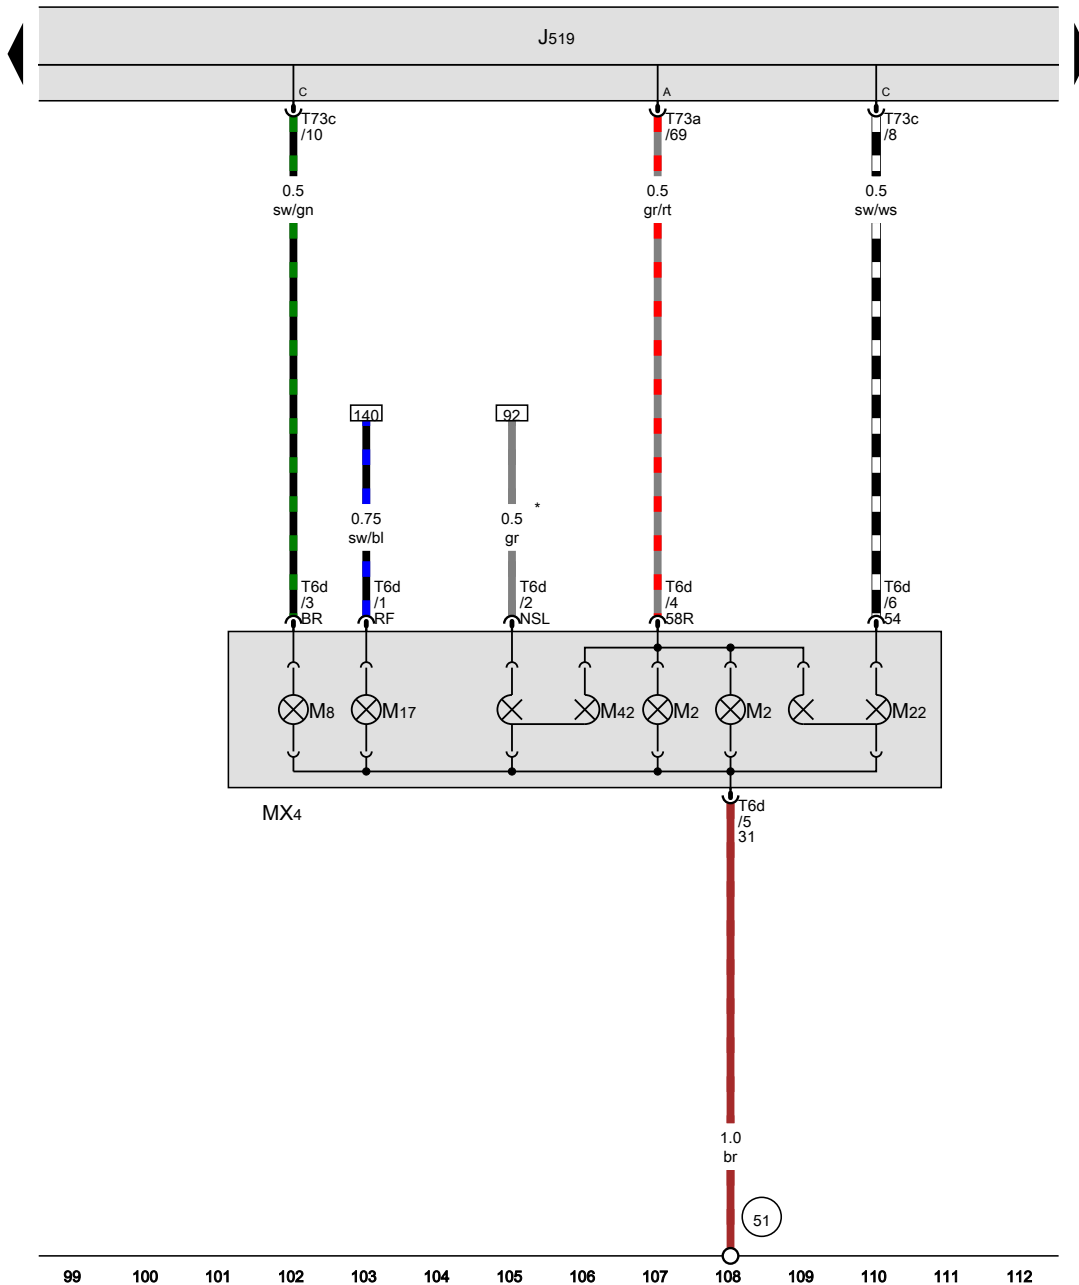 J519
C
A
C
T73c
/10
T73a
/69
T73c
/8
0.5
sw/gn
0.5
gr/rt
0.5
sw/ws
140
92
*
0.75
sw/bl
0.5
gr
T6d
/3
BR
T6d
/1
RF
T6d
/2
NSL
T6d
/4
58R
T6d
/6
54
M8
M17
M42
M2
M2
M22
MX4
T6d
/5
31
1.0
br
51
99 100 101 102 103 104 105 106 107 108 109 110 111 112